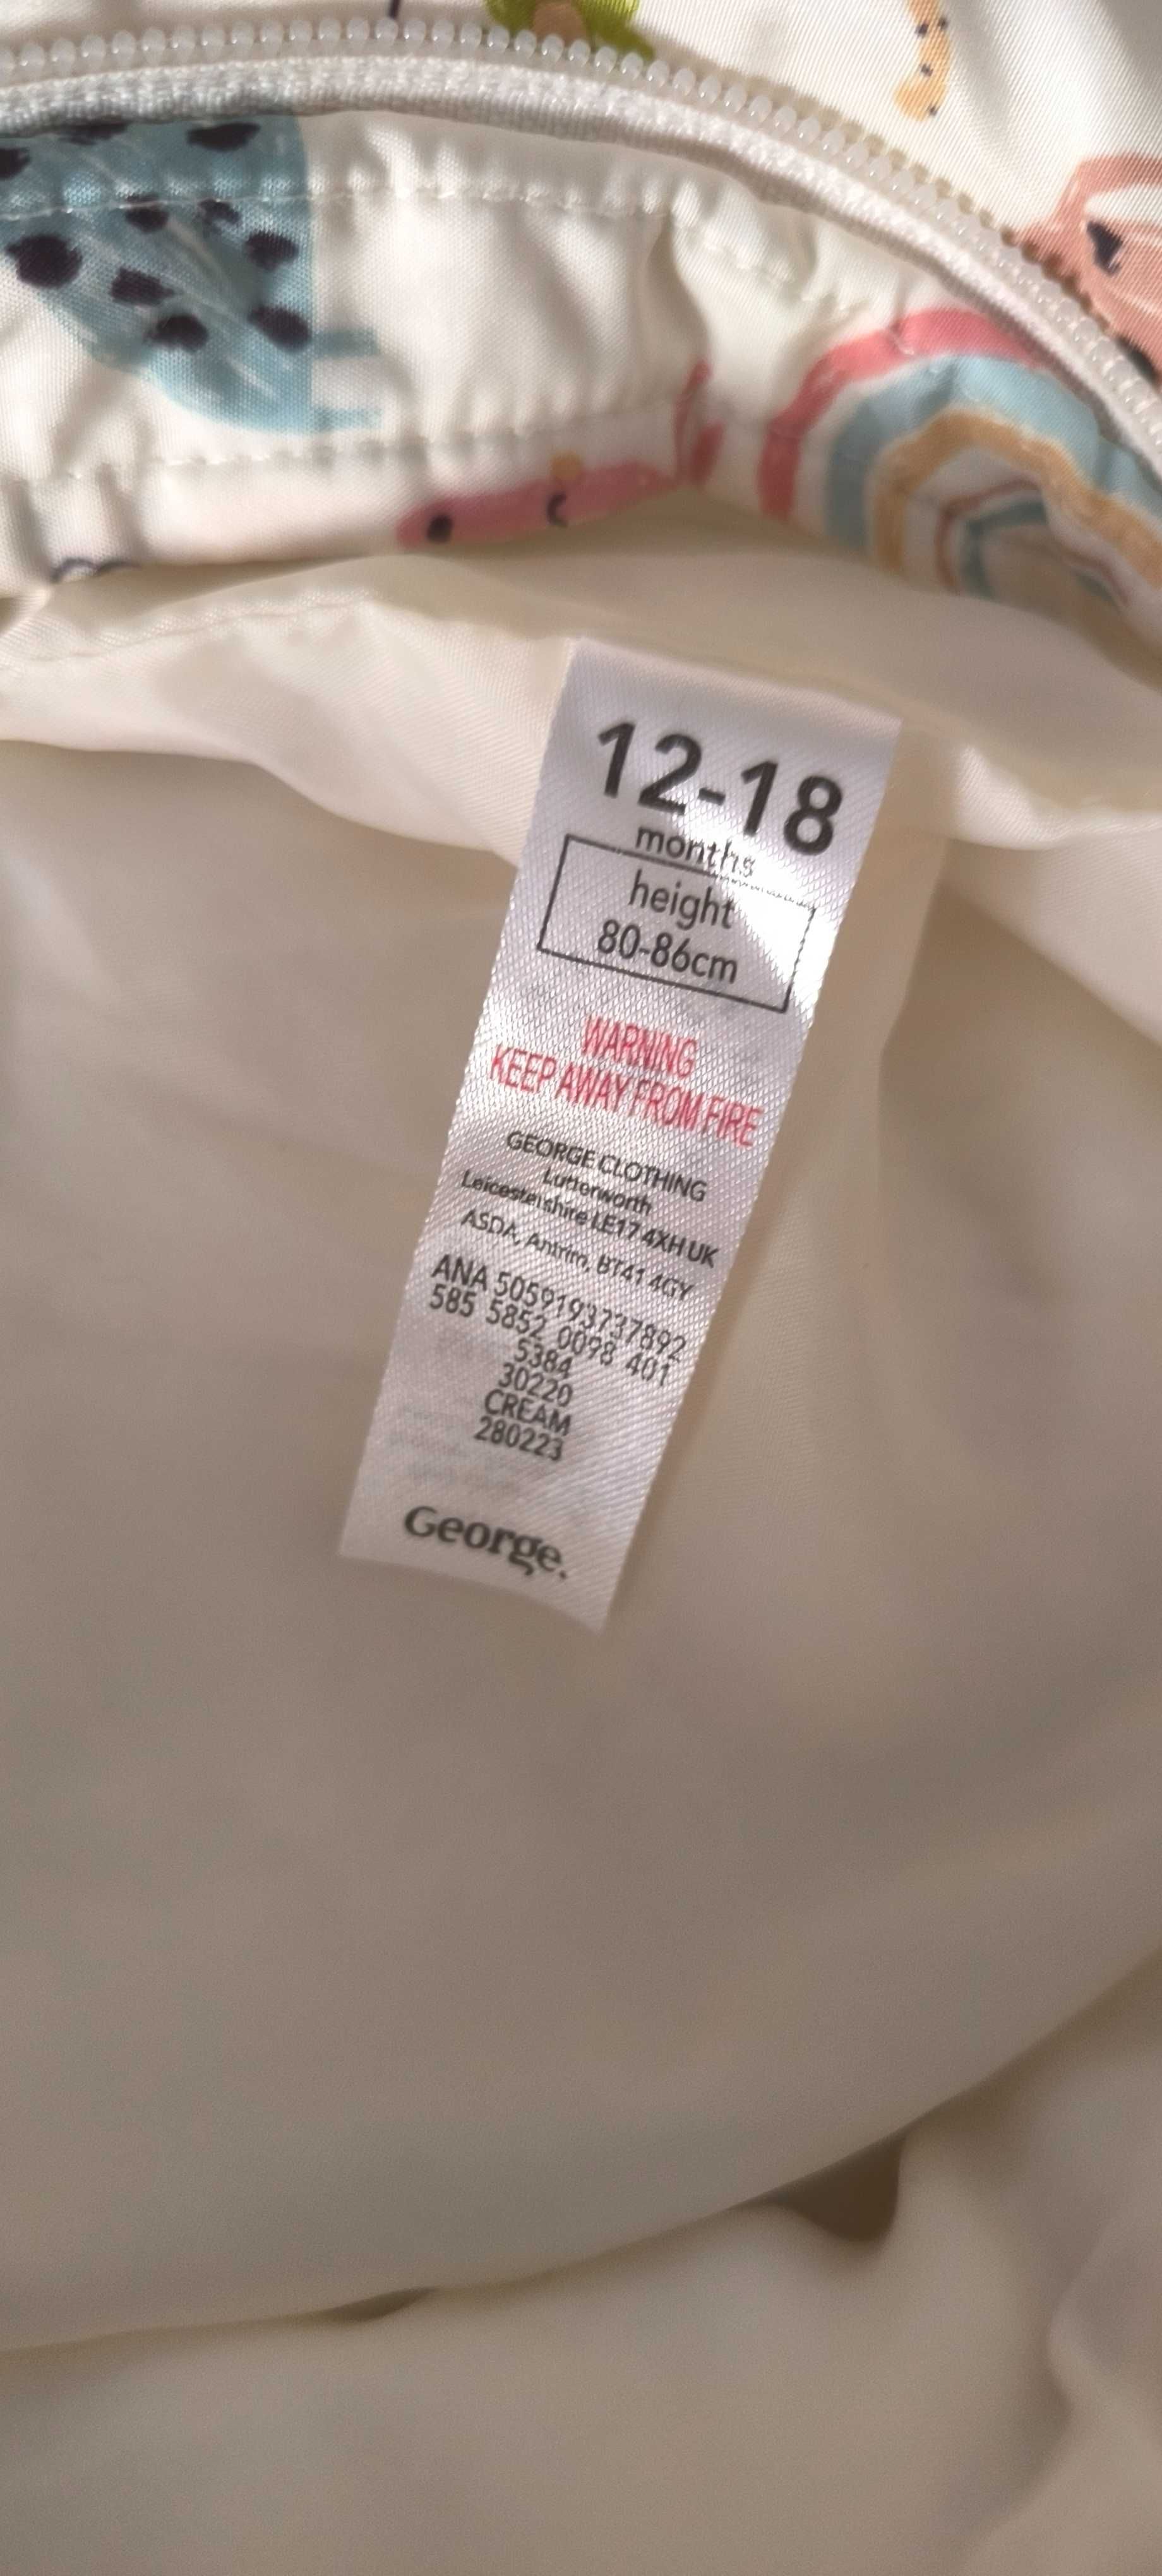 12-18
months
height
80-86cm
WARNING
KEEP AWAY FROM FIRE
GEORGE CLOTHING
Lutterworth
Leicestershire LE17 4XH UK
ASDA, Antrim, BT41 4GY
ANA 5059193737892
585 5852 0098 401
5384
30220
CREAM
280223
George.